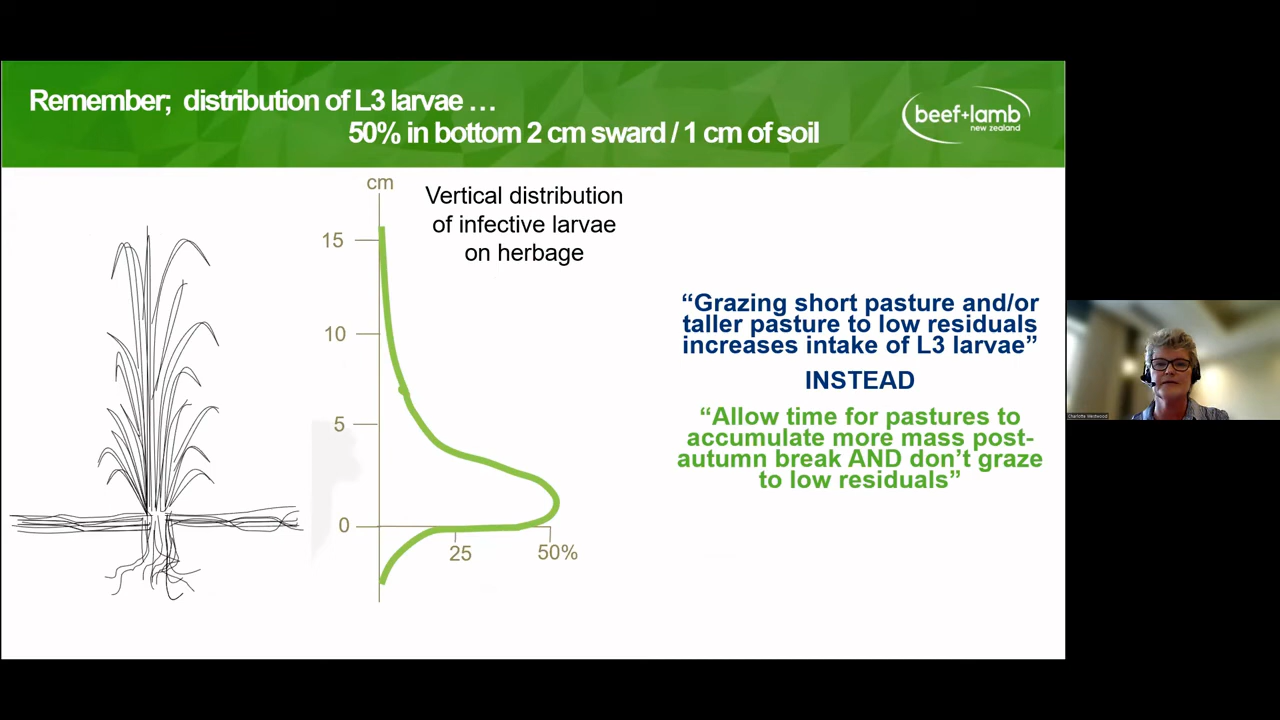 Remember; distribution of L3 larvae …
50% in bottom 2 cm sward / 1 cm of soil
beef+lamb
new zealand
cm
15
10
5
0
25
50%
Vertical distribution
of infective larvae
on herbage
“Grazing short pasture and/or
taller pasture to low residuals
increases intake of L3 larvae”
INSTEAD
“Allow time for pastures to
accumulate more mass post-
autumn break AND don’t graze
to low residuals”
Charlotte Westwood